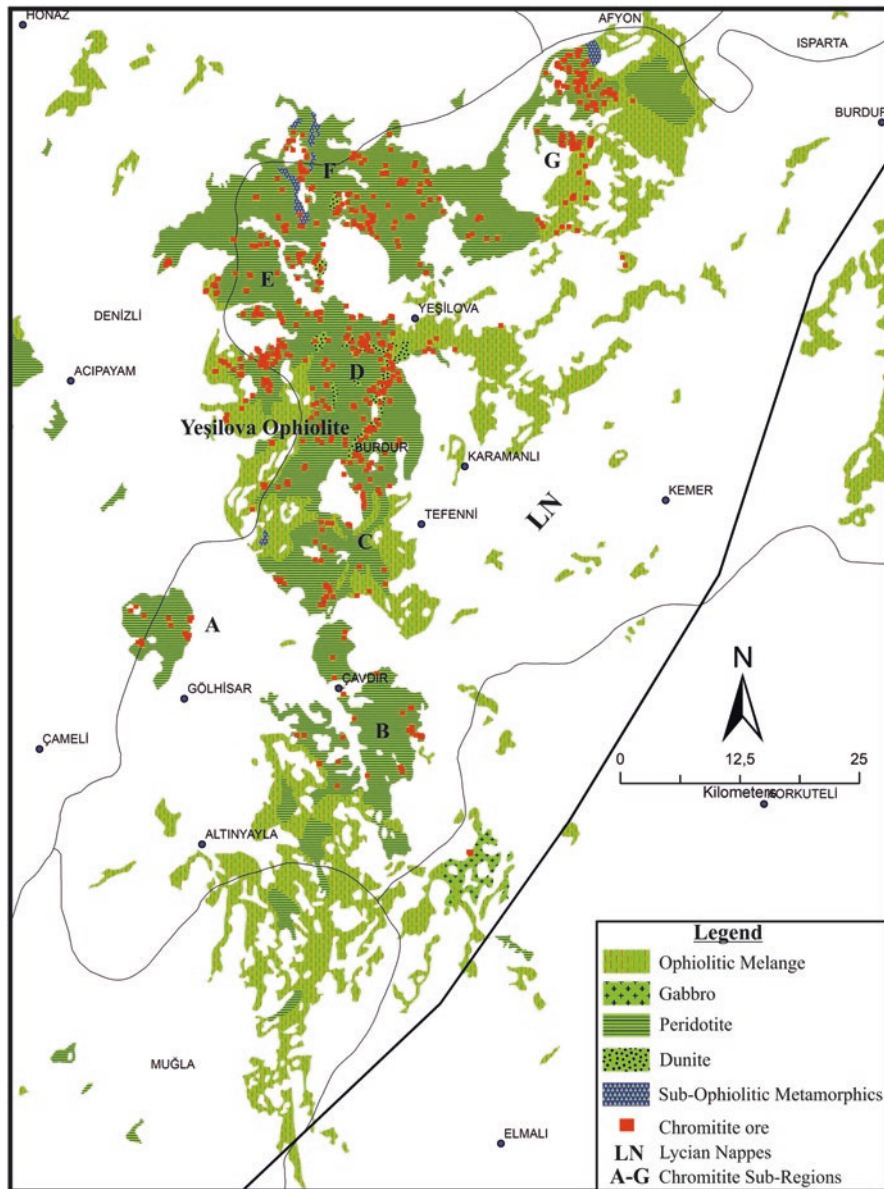 HONAZ
AFYON
ISPARTA
BURDUR
G
F
E
DENİZLİ
YEŞİLOVA
D
ACIPAYAM
Yeşilova Ophiolite
BURDUR
KARAMANLI
KEMER
LN
TEFENNİ
C
A
N
ÇAVDIR
GÖLHİSAR
B
ÇAMELİ
0 12,5 25
Kilometers
KORKUTELİ
ALTINYAYLA
MUĞLA
ELMALI
Legend
Ophiolitic Melange
Gabbro
Peridotite
Dunite
Sub-Ophiolitic Metamorphics
Chromitite ore
LN Lycian Nappes
A-G Chromitite Sub-Regions